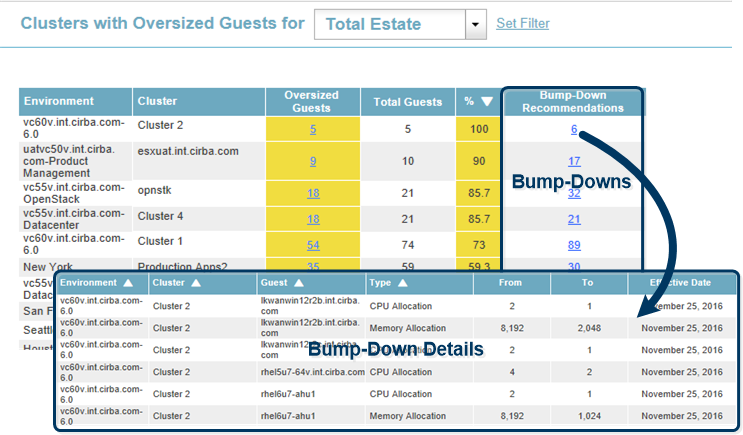 Clusters with Oversized Guests for Total Estate Set Filter
Environment Cluster Oversized Guests Total Guests % Bump-Down Recommendations
vc60v.int.cirba.com-6.0 Cluster 2 5 5 100 6
uatvc50v.int.cirba.com-Product Management esxuat.int.cirba.com 9 10 90 17
vc55v.int.cirba.com-OpenStack opnstk 18 21 85.7 32
Bump-Downs
vc55v.int.cirba.com-Datacenter Cluster 4 18 21 85.7 21
vc60v.int.cirba.com-6.0 Cluster 1 54 74 73 89
New York Production Apps2 35 59 59.3 30
vc55v
Datac
San F
Seattl
Houst
Environment Cluster Guest Type From To Effective Date
vc60v.int.cirba.com-6.0 Cluster 2 lkwanwin12r2b.int.cirba.com CPU Allocation 2 1 November 25, 2016
vc60v.int.cirba.com-6.0 Cluster 2 lkwanwin12r2b.int.cirba.com Memory Allocation 8,192 2,048 November 25, 2016
vc60v.int.cirba.com-6.0 Cluster 2 CPU Allocation 2 1 November 25, 2016
Bump-Down Details
vc60v.int.cirba.com-6.0 Cluster 2 rhel5u7-64v.int.cirba.com CPU Allocation 4 2 November 25, 2016
vc60v.int.cirba.com-6.0 Cluster 2 rhel6u7-ahu1 CPU Allocation 2 1 November 25, 2016
vc60v.int.cirba.com-6.0 Cluster 2 rhel6u7-ahu1 Memory Allocation 8,192 1,024 November 25, 2016